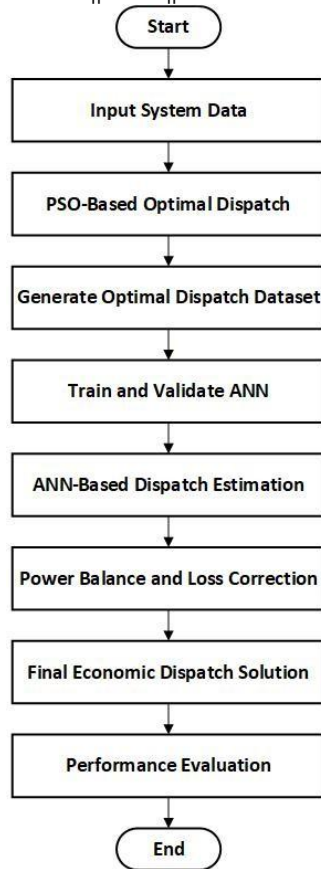 Start
Input System Data
PSO-Based Optimal Dispatch
Generate Optimal Dispatch Dataset
Train and Validate ANN
ANN-Based Dispatch Estimation
Power Balance and Loss Correction
Final Economic Dispatch Solution
Performance Evaluation
End